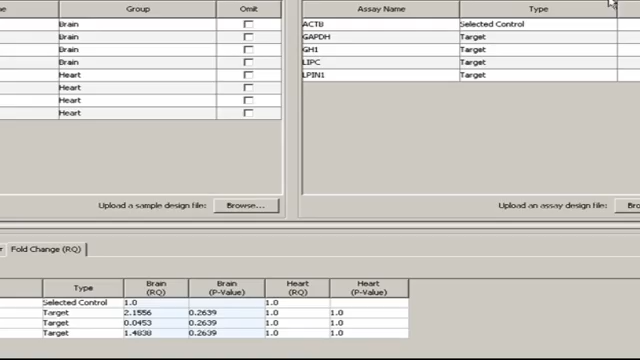 ne Group Omit Assay Name Type
Brain ACTB Selected Control
Brain GAPDH Target
Brain GH1 Target
Brain LIPC Target
Heart LPIN1 Target
Heart
Heart
Heart
Upload a sample design file: Browse... Upload an assay design file: Bro
Fold Change (RQ)
Type Brain (RQ) Brain (P-Value) Heart (RQ) Heart (P-Value)
Selected Control 1.0 1.0
Target 2.1556 0.2639 1.0 1.0
Target 0.0453 0.2639 1.0 1.0
Target 1.4838 0.2639 1.0 1.0